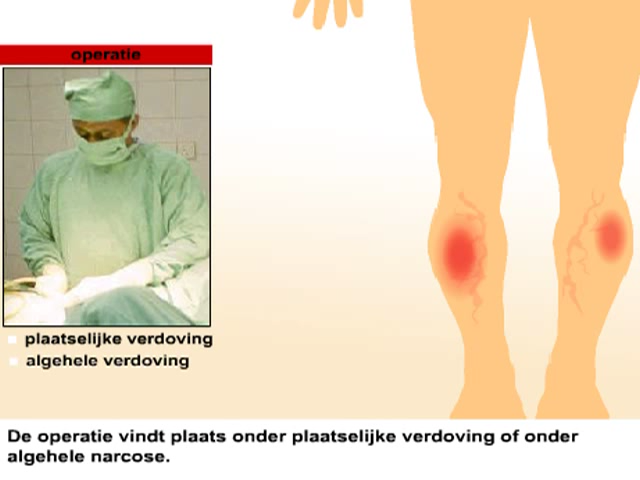 operatie
plaatselijke verdoving
algehele verdoving
De operatie vindt plaats onder plaatselijke verdoving of onder
algehele narcose.